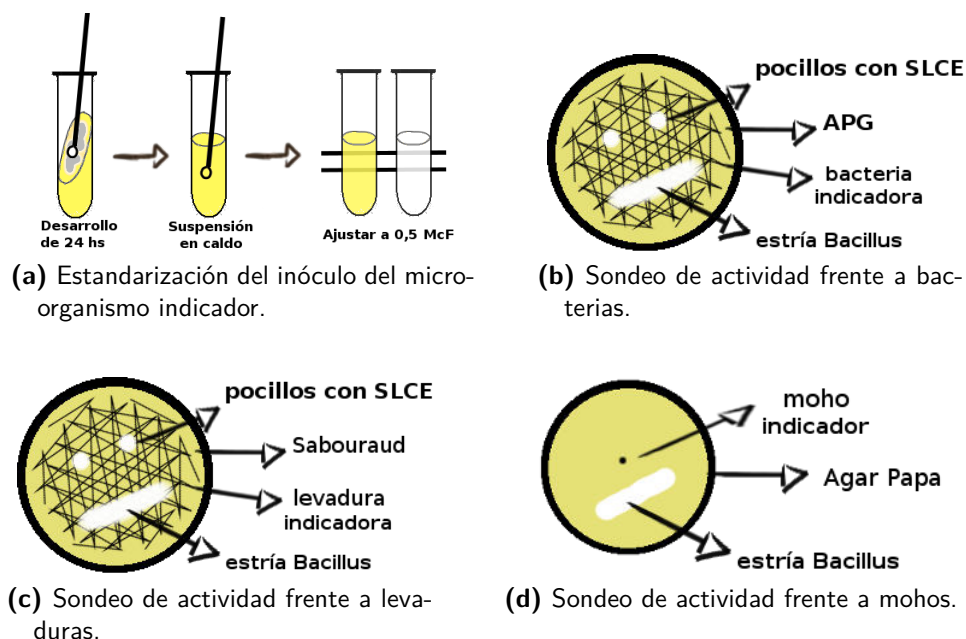 Desarrollo
de 24 hs
Suspensión
en caldo
Ajustar a 0,5 McF
(a) Estandarización del inóculo del micro-
organismo indicador.
pocillos con SLCE
APG
bacteria
indicadora
estría Bacillus
(b) Sondeo de actividad frente a bac-
terias.
pocillos con SLCE
Sabouraud
levadura
indicadora
estría Bacillus
(c) Sondeo de actividad frente a leva-
duras.
moho
indicador
Agar Papa
estría Bacillus
(d) Sondeo de actividad frente a mohos.